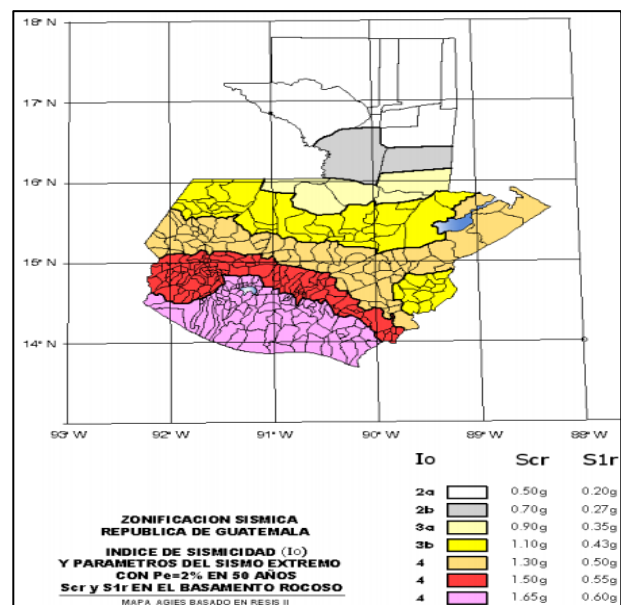 18° N
17° N
16° N
15° N
14° N
93° W 92° W 91° W 90° W 89° W 88° W
Io Scr S1r
2a 0.50g 0.20g
2b 0.70g 0.27g
3a 0.90g 0.35g
3b 1.10g 0.43g
4 1.30g 0.50g
4 1.50g 0.55g
4 1.65g 0.60g
ZONIFICACION SISMICA
REPUBLICA DE GUATEMALA
INDICE DE SISMICIDAD (Io)
Y PARAMETROS DEL SISMO EXTREMO
CON Pe=2% EN 50 AÑOS
Scr y S1r EN EL BASAMENTO ROCOSO
MAPA AGIES BASADO EN RESIS II